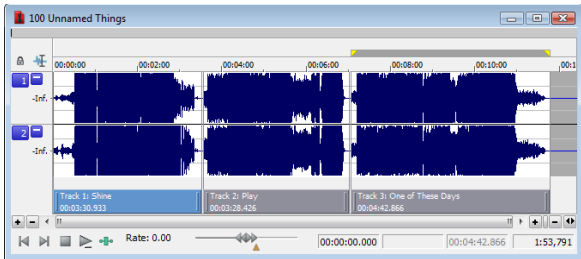 100 Unnamed Things
00:00:00 00:02:00 00:04:00 00:06:00 00:08:00 00:10:00 00:1
1
-Inf.
2
-Inf.
Track 1: Shine Track 2: Play Track 3: One of These Days
00:03:30.933 00:03:28.426 00:04:42.866
Rate: 0.00 00:00:00.000 00:04:42.866 1:53,791